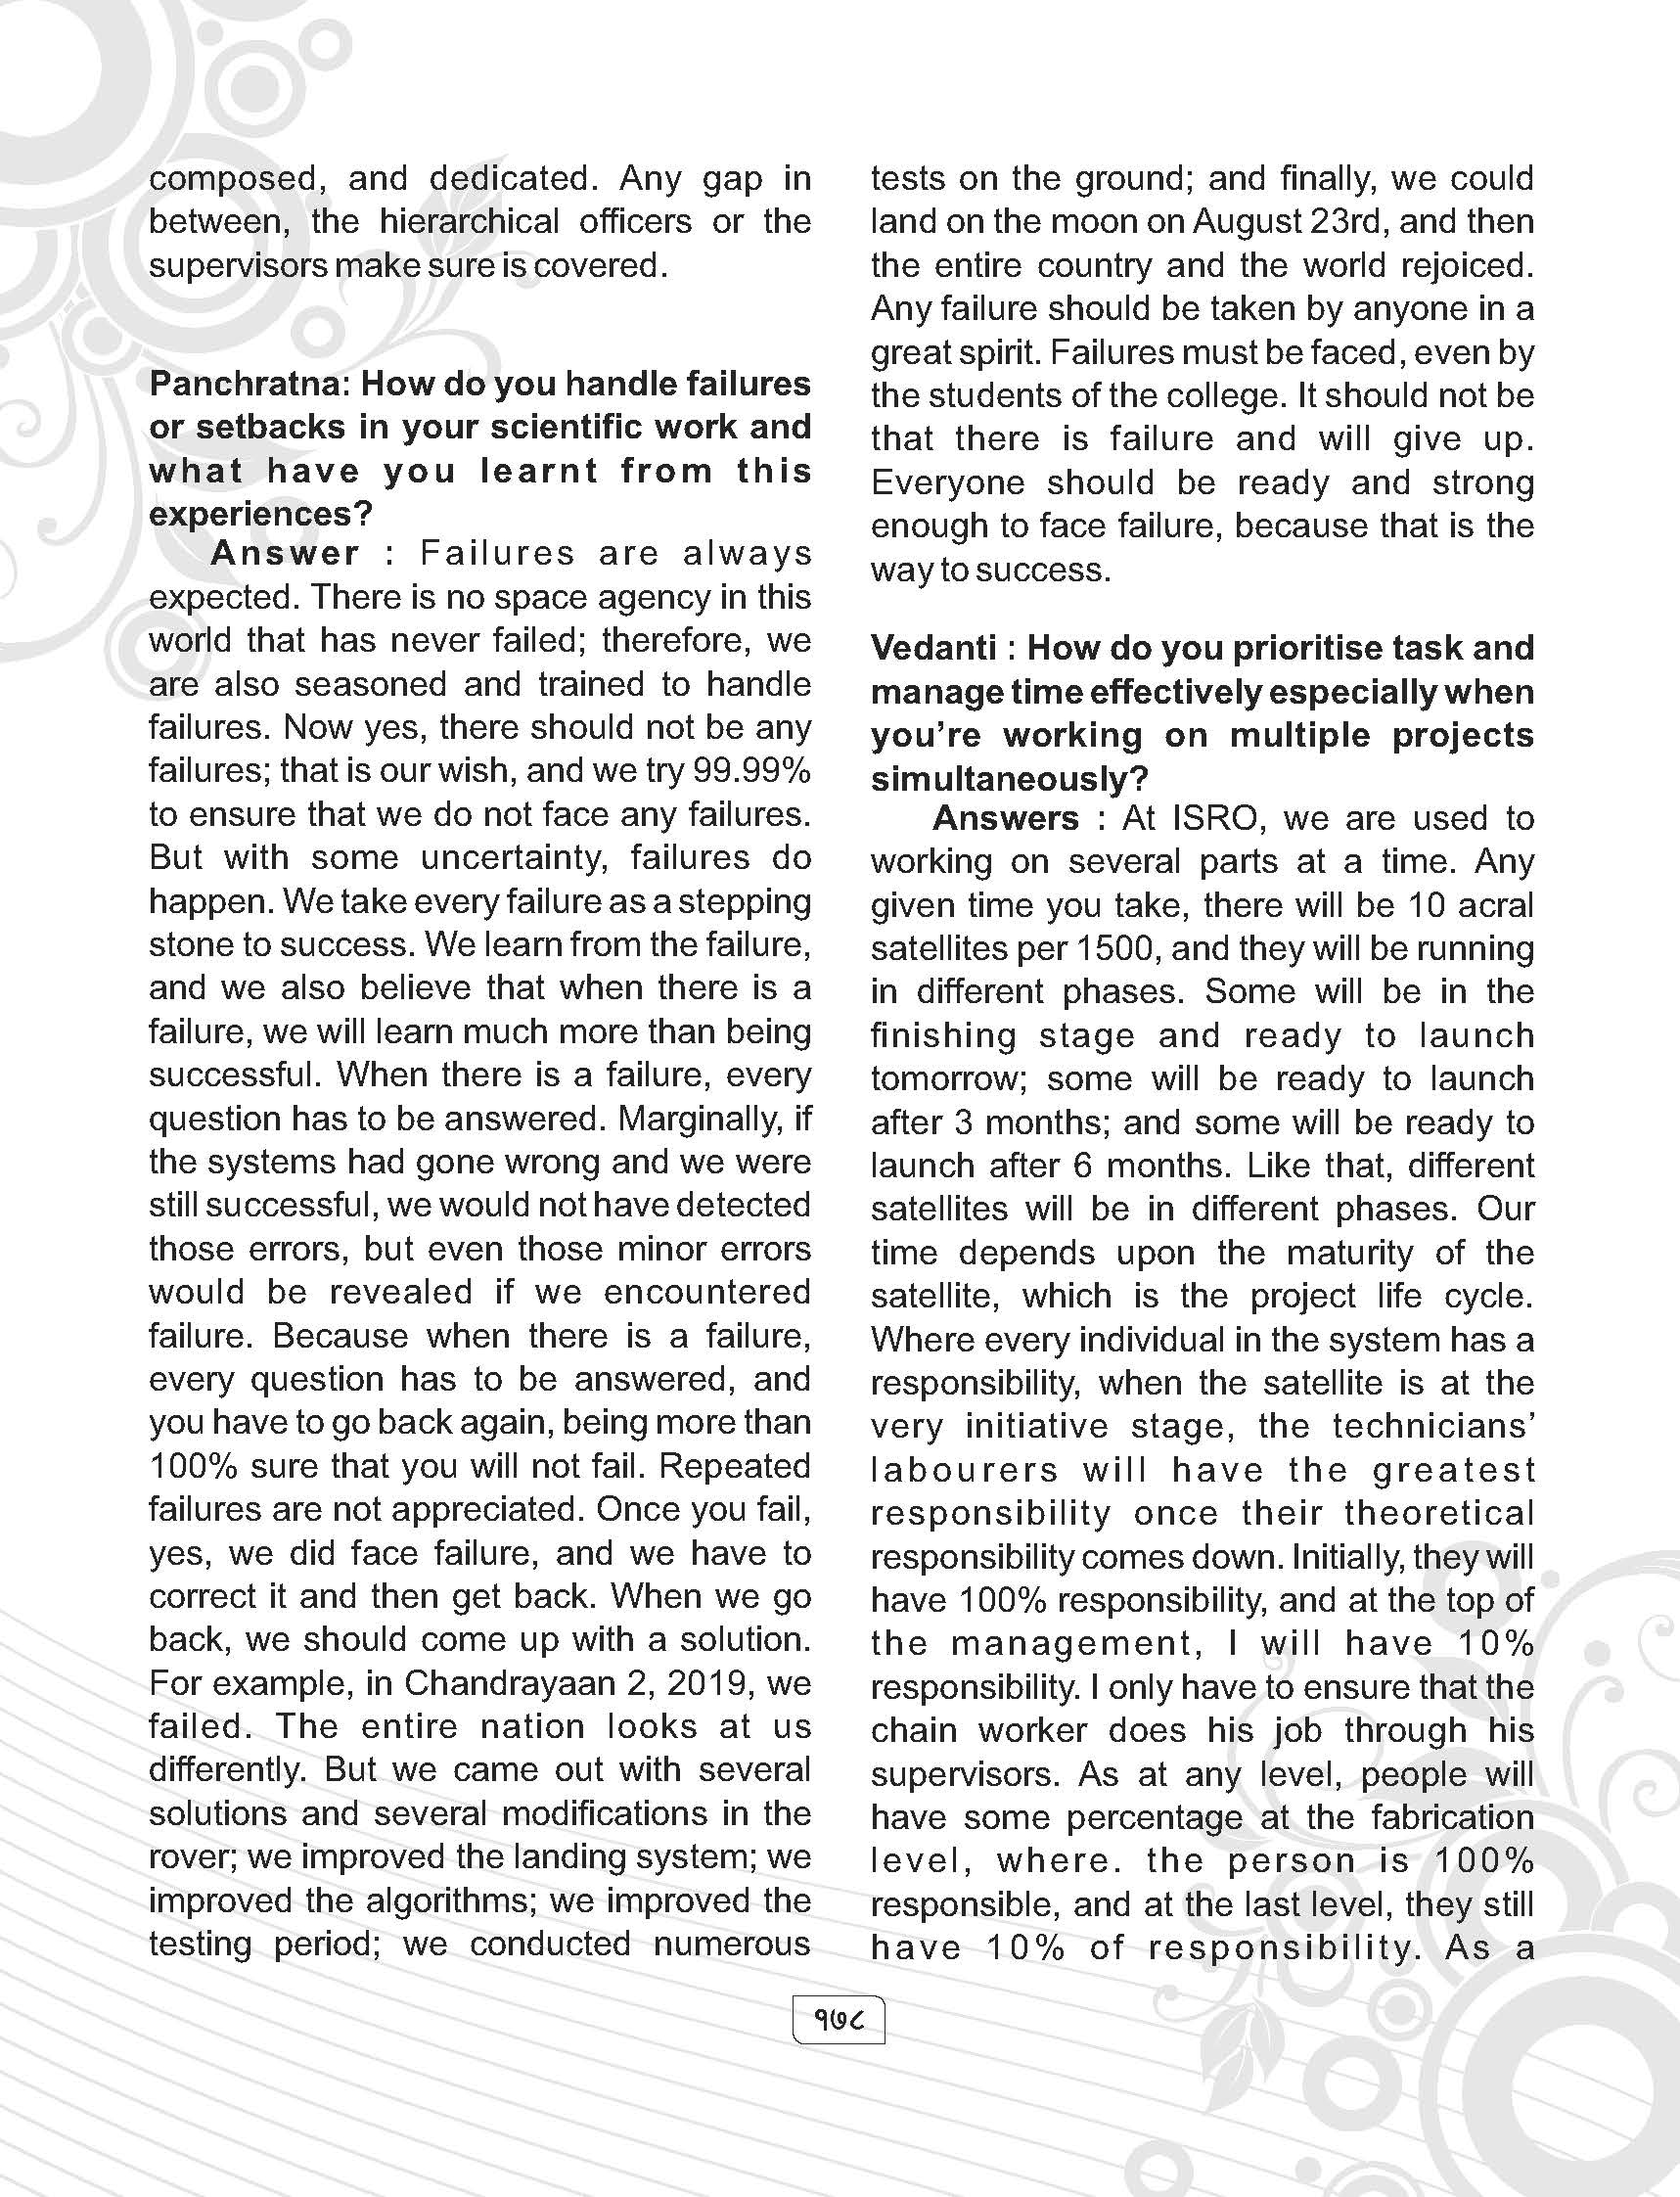 composed, and dedicated. Any gap in
between, the hierarchical officers or the
supervisors make sure is covered.
Panchratna: How do you handle failures
or setbacks in your scientific work and
what have you learnt from this
experiences?
Answer : Failures are always
expected. There is no space agency in this
world that has never failed; therefore, we
are also seasoned and trained to handle
failures. Now yes, there should not be any
failures; that is our wish, and we try 99.99%
to ensure that we do not face any failures.
But with some uncertainty, failures do
happen. We take every failure as a stepping
stone to success. We learn from the failure,
and we also believe that when there is a
failure, we will learn much more than being
successful. When there is a failure, every
question has to be answered. Marginally, if
the systems had gone wrong and we were
still successful, we would not have detected
those errors, but even those minor errors
would be revealed if we encountered
failure. Because when there is a failure,
every question has to be answered, and
you have to go back again, being more than
100% sure that you will not fail. Repeated
failures are not appreciated. Once you fail,
yes, we did face failure, and we have to
correct it and then get back. When we go
back, we should come up with a solution.
For example, in Chandrayaan 2, 2019, we
failed. The entire nation looks at us
differently. But we came out with several
solutions and several modifications in the
rover; we improved the landing system; we
improved the algorithms; we improved the
testing period; we conducted numerous
tests on the ground; and finally, we could
land on the moon on August 23rd, and then
the entire country and the world rejoiced.
Any failure should be taken by anyone in a
great spirit. Failures must be faced, even by
the students of the college. It should not be
that there is failure and will give up.
Everyone should be ready and strong
enough to face failure, because that is the
way to success.
Vedanti : How do you prioritise task and
manage time effectively especially when
you’re working on multiple projects
simultaneously?
Answers : At ISRO, we are used to
working on several parts at a time. Any
given time you take, there will be 10 acral
satellites per 1500, and they will be running
in different phases. Some will be in the
finishing stage and ready to launch
tomorrow; some will be ready to launch
after 3 months; and some will be ready to
launch after 6 months. Like that, different
satellites will be in different phases. Our
time depends upon the maturity of the
satellite, which is the project life cycle.
Where every individual in the system has a
responsibility, when the satellite is at the
very initiative stage, the technicians’
labourers will have the greatest
responsibility once their theoretical
responsibility comes down. Initially, they will
have 100% responsibility, and at the top of
the management, I will have 10%
responsibility. I only have to ensure that the
chain worker does his job through his
supervisors. As at any level, people will
have some percentage at the fabrication
level, where. the person is 100%
responsible, and at the last level, they still
have 10% of responsibility. As a
१७८